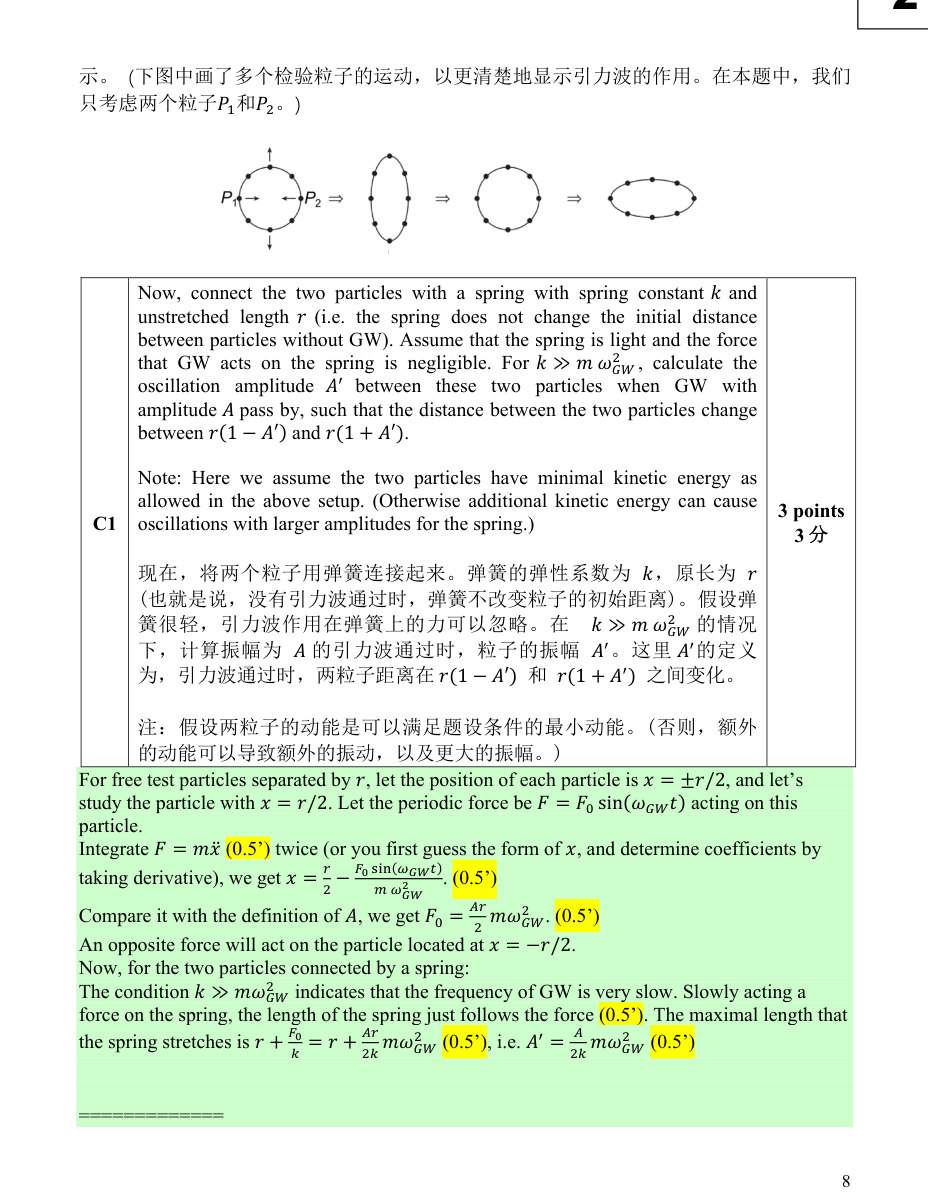 示。 (下图中画了多个检验粒子的运动，以更清楚地显示引力波的作用。在本题中，我们
只考虑两个粒子P₁和P₂。)
P₁ → ← P₂ ⇒ ⇒ ⇒
Now, connect the two particles with a spring with spring constant k and
unstretched length r (i.e. the spring does not change the initial distance
between particles without GW). Assume that the spring is light and the force
that GW acts on the spring is negligible. For k ≫ m ω²_GW, calculate the
oscillation amplitude A′ between these two particles when GW with
amplitude A pass by, such that the distance between the two particles change
between r(1 − A′) and r(1 + A′).
Note: Here we assume the two particles have minimal kinetic energy as
allowed in the above setup. (Otherwise additional kinetic energy can cause
C1
oscillations with larger amplitudes for the spring.)
3 points
3 分
现在，将两个粒子用弹簧连接起来。弹簧的弹性系数为 k，原长为 r
(也就是说，没有引力波通过时，弹簧不改变粒子的初始距离)。假设弹
簧很轻，引力波作用在弹簧上的力可以忽略。在 k ≫ m ω²_GW 的情况
下，计算振幅为 A 的引力波通过时，粒子的振幅 A′。这里 A′的定义
为，引力波通过时，两粒子距离在 r(1 − A′) 和 r(1 + A′) 之间变化。
注：假设两粒子的动能是可以满足题设条件的最小动能。（否则，额外
的动能可以导致额外的振动，以及更大的振幅。）
For free test particles separated by r, let the position of each particle is x = ±r/2, and let’s
study the particle with x = r/2. Let the periodic force be F = F₀ sin(ω_GW t) acting on this
particle.
Integrate F = mẍ (0.5’) twice (or you first guess the form of x, and determine coefficients by
taking derivative), we get x = r/2 − F₀ sin(ω_GW t)/(m ω²_GW). (0.5’)
Compare it with the definition of A, we get F₀ = Ar/2 mω²_GW. (0.5’)
An opposite force will act on the particle located at x = −r/2.
Now, for the two particles connected by a spring:
The condition k ≫ mω²_GW indicates that the frequency of GW is very slow. Slowly acting a
force on the spring, the length of the spring just follows the force (0.5’). The maximal length that
the spring stretches is r + F₀/k = r + Ar/2k mω²_GW (0.5’), i.e. A′ = A/2k mω²_GW (0.5’)
=============
8